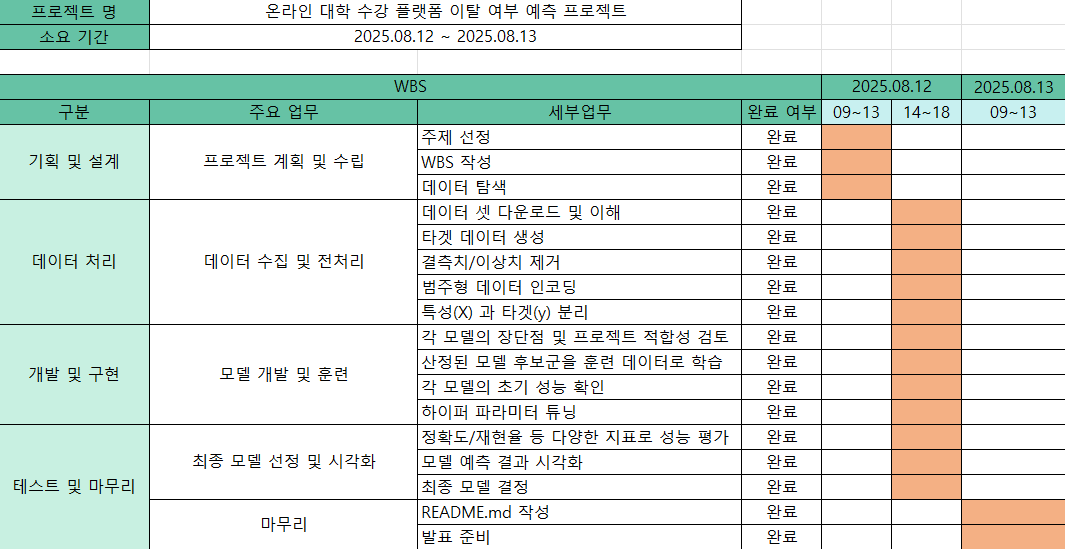 프로젝트 명 온라인 대학 수강 플랫폼 이탈 여부 예측 프로젝트
소요 기간 2025.08.12 ~ 2025.08.13
WBS 2025.08.12 2025.08.13
구분 주요 업무 세부업무 완료 여부 09~13 14~18 09~13
기획 및 설계 프로젝트 계획 및 수립 주제 선정 완료
WBS 작성 완료
데이터 탐색 완료
데이터 처리 데이터 수집 및 전처리 데이터 셋 다운로드 및 이해 완료
타겟 데이터 생성 완료
결측치/이상치 제거 완료
범주형 데이터 인코딩 완료
특성(X) 과 타겟(y) 분리 완료
개발 및 구현 모델 개발 및 훈련 각 모델의 장단점 및 프로젝트 적합성 검토 완료
산정된 모델 후보군을 훈련 데이터로 학습 완료
각 모델의 초기 성능 확인 완료
하이퍼 파라미터 튜닝 완료
테스트 및 마무리 최종 모델 선정 및 시각화 정확도/재현율 등 다양한 지표로 성능 평가 완료
모델 예측 결과 시각화 완료
최종 모델 결정 완료
마무리 README.md 작성 완료
발표 준비 완료